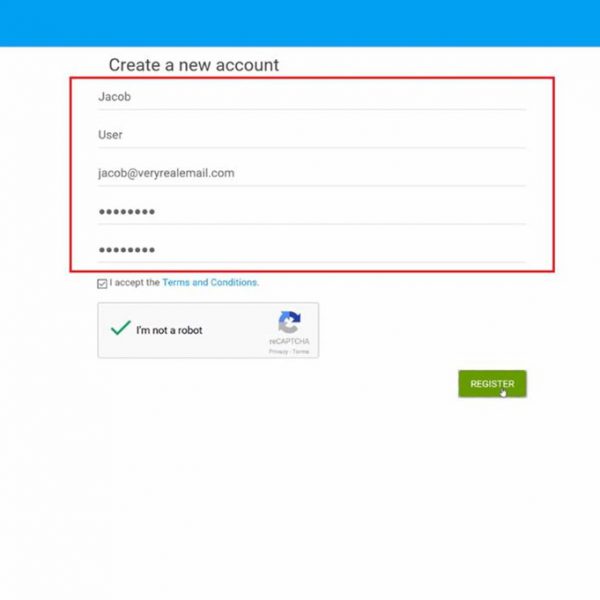 Create a new account
Jacob
User
jacob@veryrealemail.com
••••••••
••••••••
I accept the Terms and Conditions.
I'm not a robot
reCAPTCHA
Privacy - Terms
REGISTER